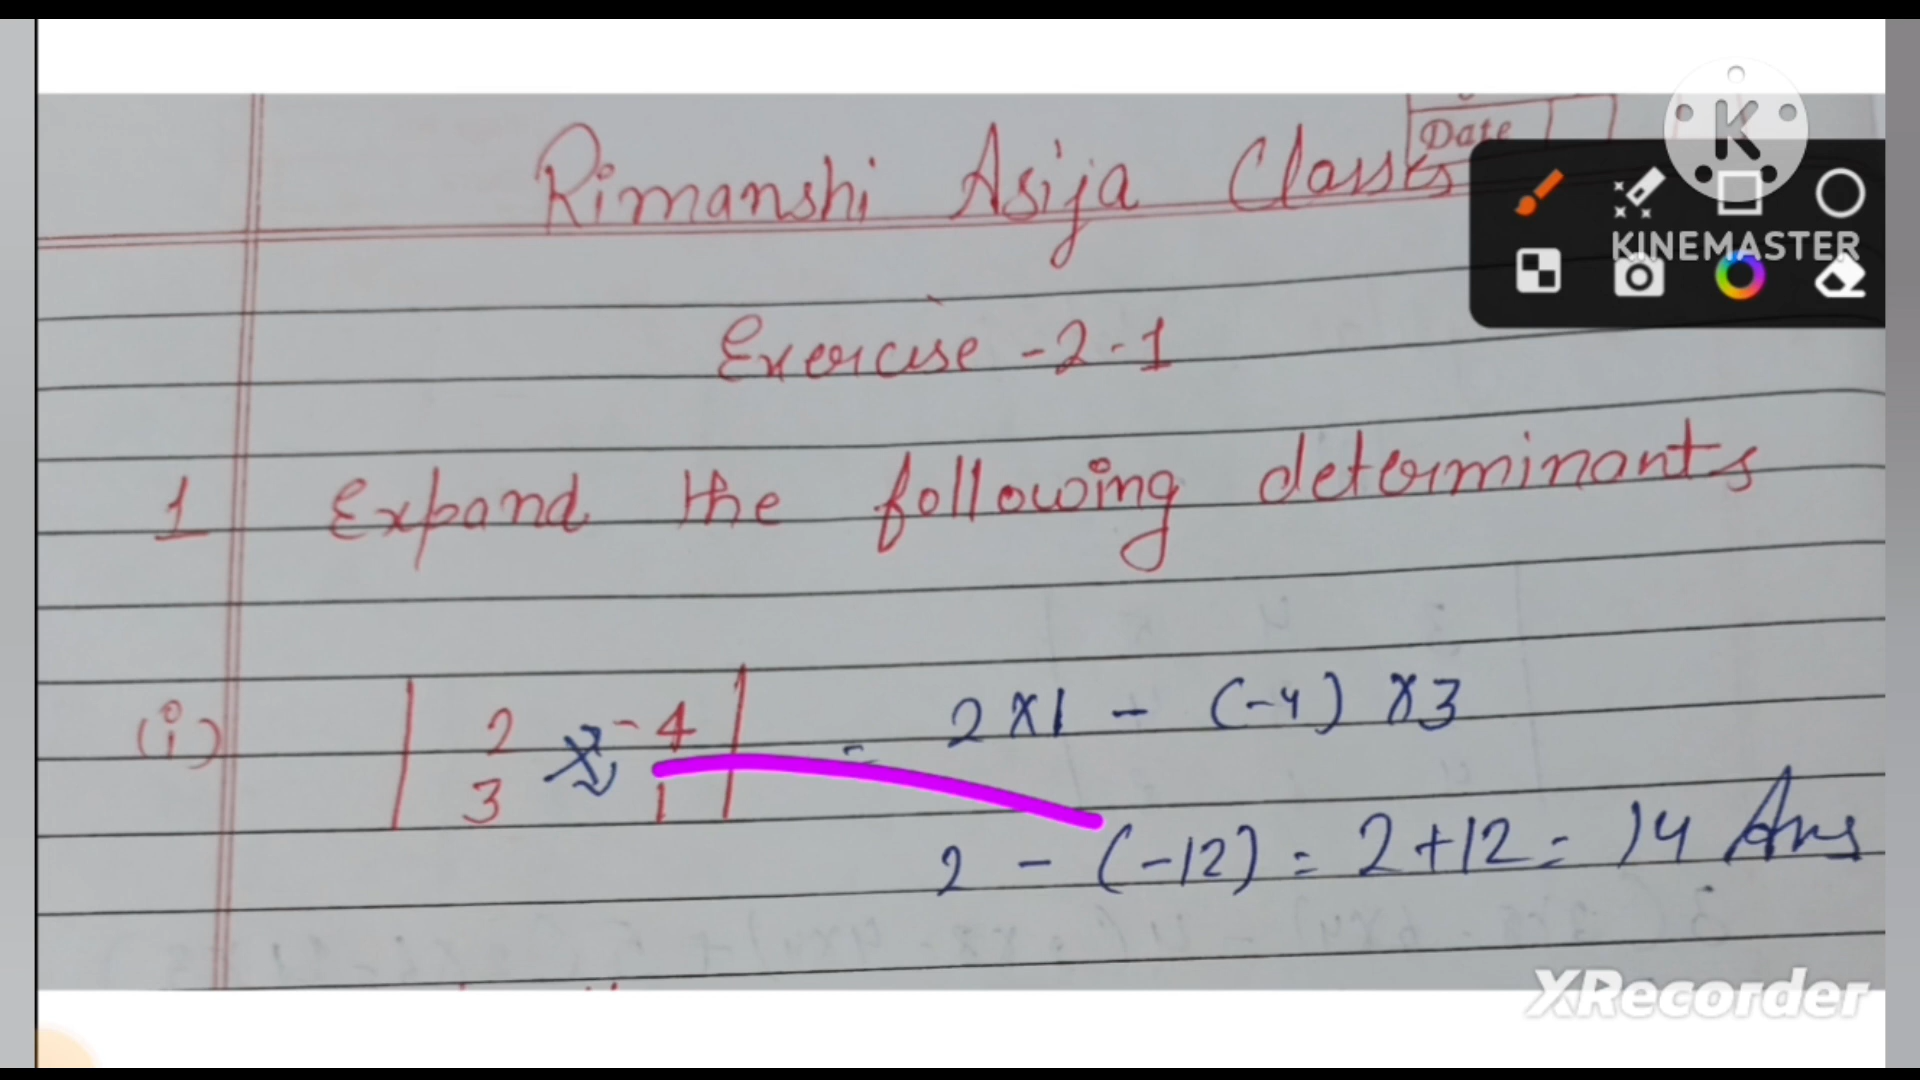 Date
Rimanshi Asija Classes
KINEMASTER
Exercise - 2.1
1 Expand the following determinants
(i) | 2 -4 | = 2×1 - (-4) ×3
| 3 1 |
2 - (-12) = 2+12 = 14 Ans
XRecorder